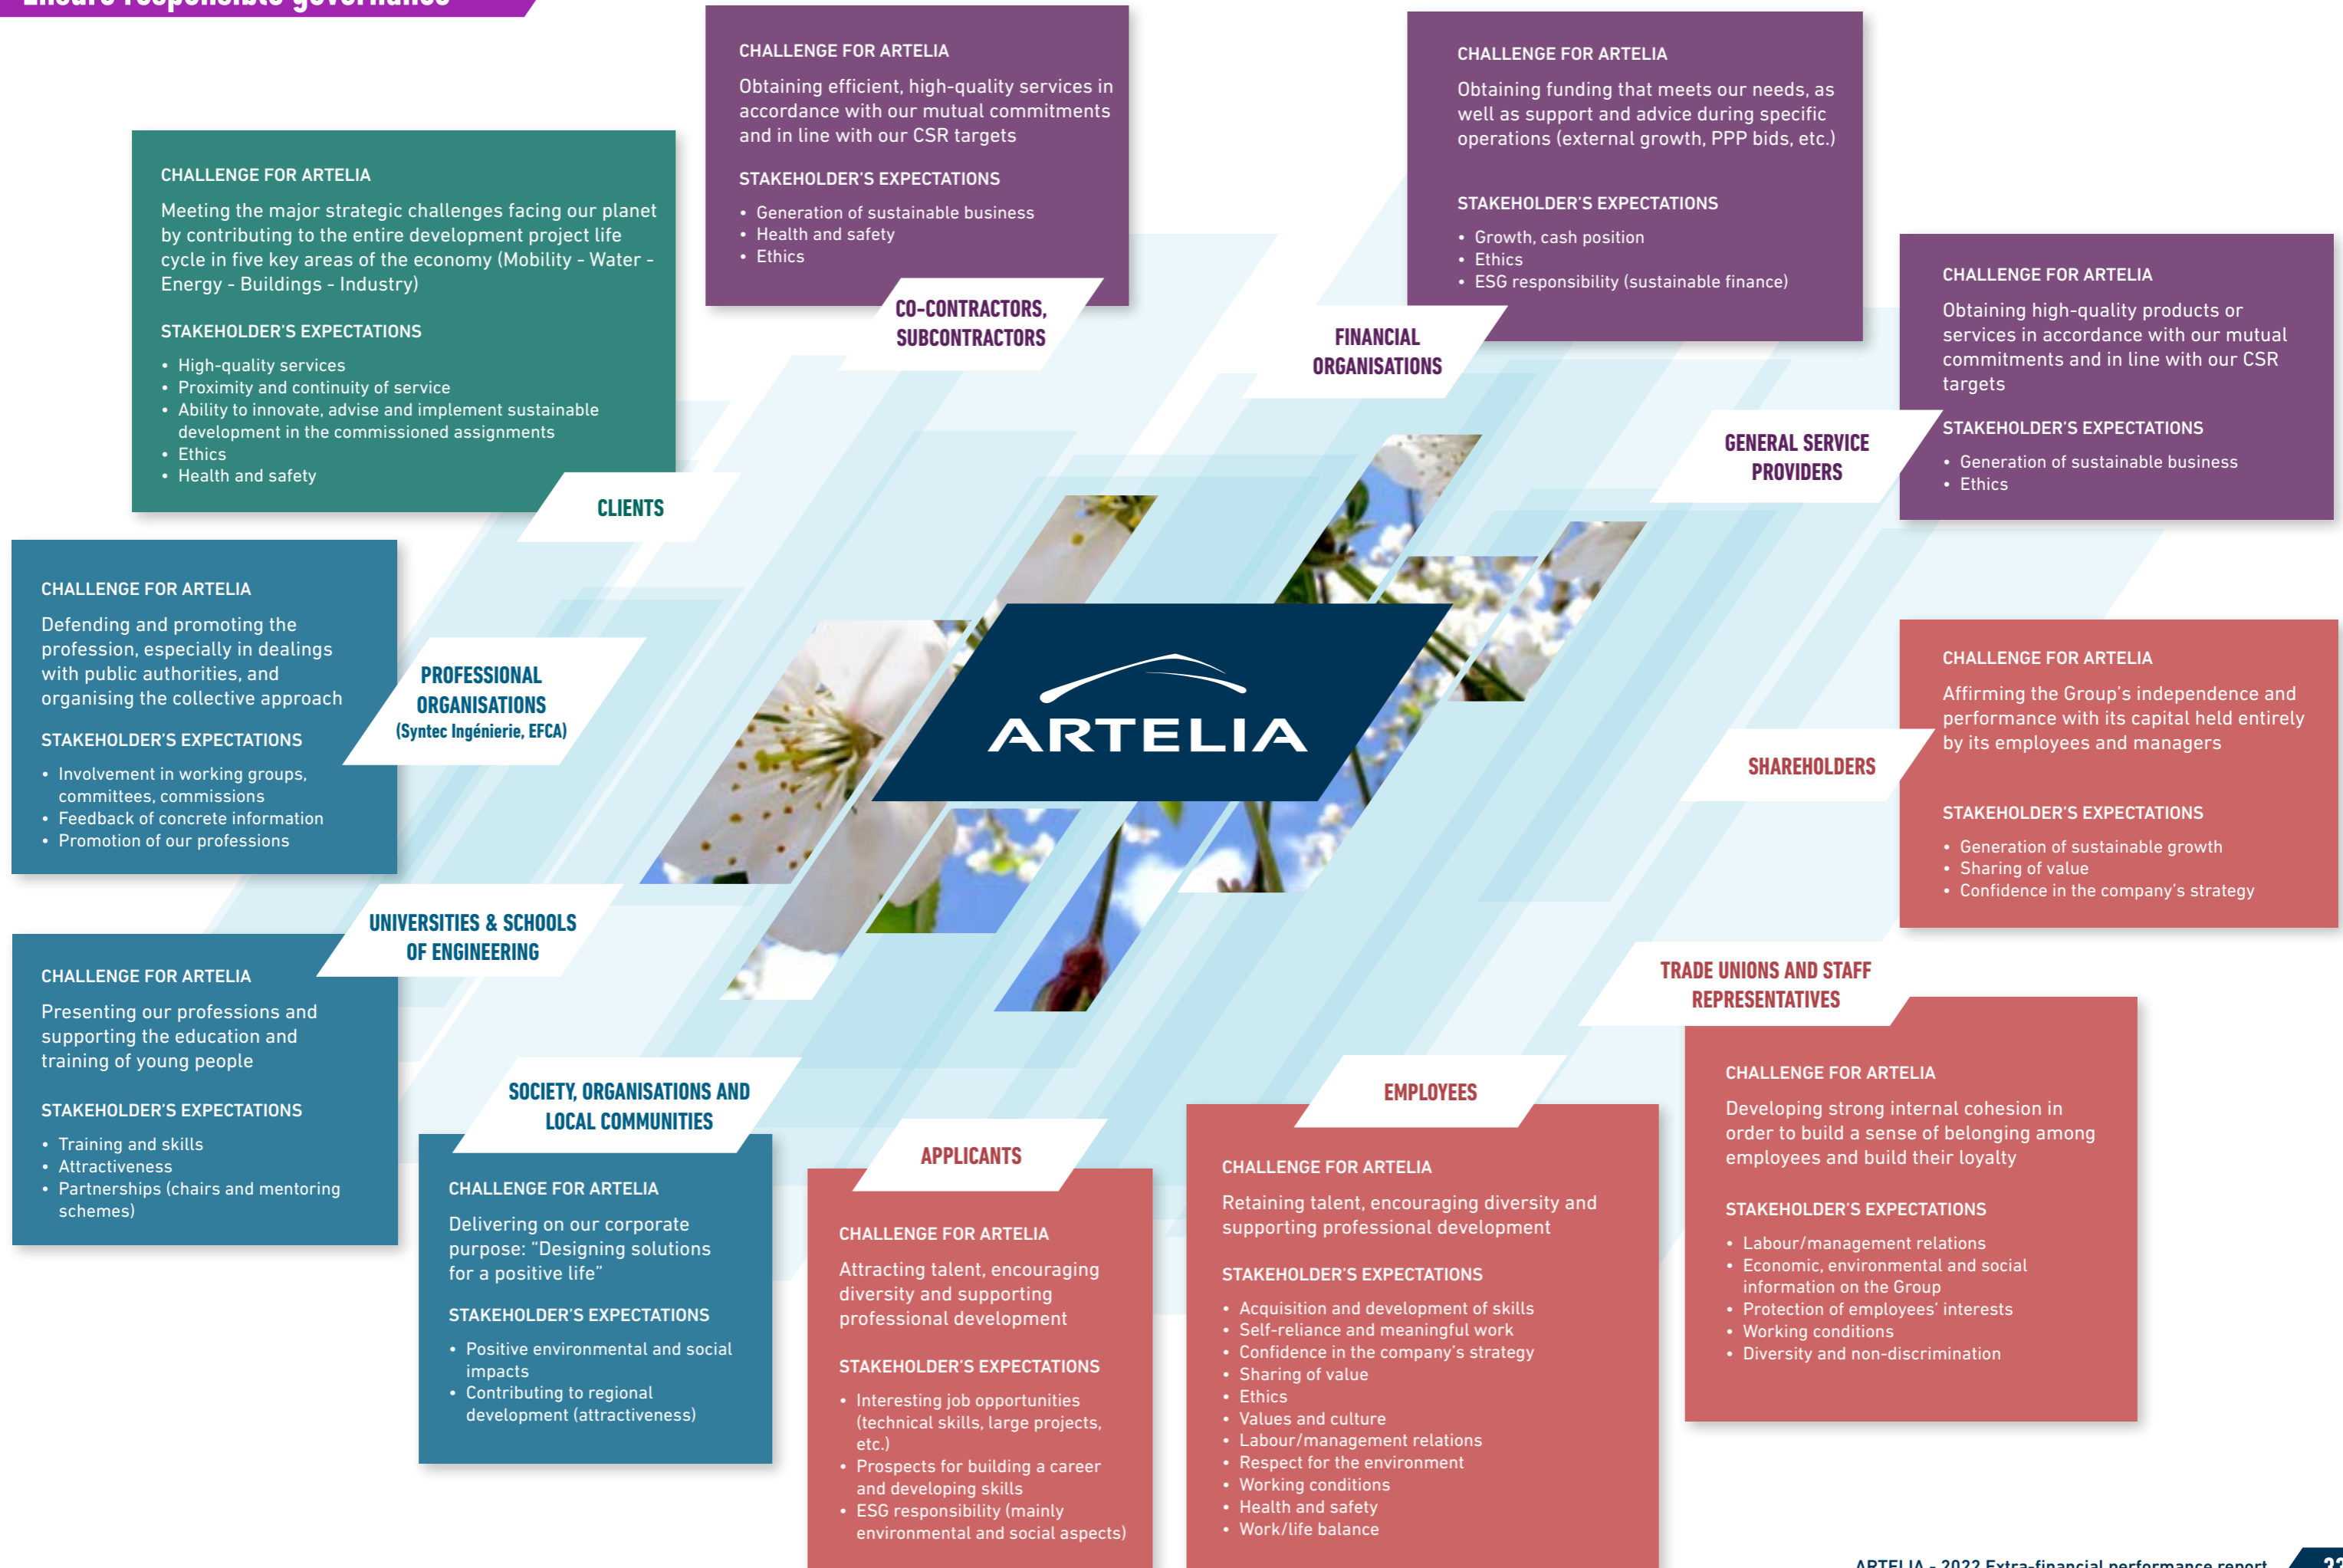 Ensure responsible governance
CHALLENGE FOR ARTELIA
Obtaining efficient, high-quality services in
accordance with our mutual commitments
and in line with our CSR targets
STAKEHOLDER'S EXPECTATIONS
• Generation of sustainable business
• Health and safety
• Ethics
CO-CONTRACTORS,
SUBCONTRACTORS
CHALLENGE FOR ARTELIA
Obtaining funding that meets our needs, as
well as support and advice during specific
operations (external growth, PPP bids, etc.)
STAKEHOLDER'S EXPECTATIONS
• Growth, cash position
• Ethics
• ESG responsibility (sustainable finance)
FINANCIAL
ORGANISATIONS
CHALLENGE FOR ARTELIA
Meeting the major strategic challenges facing our planet
by contributing to the entire development project life
cycle in five key areas of the economy (Mobility - Water -
Energy - Buildings - Industry)
STAKEHOLDER'S EXPECTATIONS
• High-quality services
• Proximity and continuity of service
• Ability to innovate, advise and implement sustainable
development in the commissioned assignments
• Ethics
• Health and safety
CLIENTS
CHALLENGE FOR ARTELIA
Obtaining high-quality products or
services in accordance with our mutual
commitments and in line with our CSR
targets
STAKEHOLDER'S EXPECTATIONS
• Generation of sustainable business
• Ethics
GENERAL SERVICE
PROVIDERS
CHALLENGE FOR ARTELIA
Defending and promoting the
profession, especially in dealings
with public authorities, and
organising the collective approach
STAKEHOLDER'S EXPECTATIONS
• Involvement in working groups,
committees, commissions
• Feedback of concrete information
• Promotion of our professions
PROFESSIONAL
ORGANISATIONS
(Syntec Ingénierie, EFCA)
ARTELIA
CHALLENGE FOR ARTELIA
Affirming the Group's independence and
performance with its capital held entirely
by its employees and managers
STAKEHOLDER'S EXPECTATIONS
• Generation of sustainable growth
• Sharing of value
• Confidence in the company's strategy
SHAREHOLDERS
UNIVERSITIES & SCHOOLS
OF ENGINEERING
CHALLENGE FOR ARTELIA
Presenting our professions and
supporting the education and
training of young people
STAKEHOLDER'S EXPECTATIONS
• Training and skills
• Attractiveness
• Partnerships (chairs and mentoring
schemes)
SOCIETY, ORGANISATIONS AND
LOCAL COMMUNITIES
CHALLENGE FOR ARTELIA
Delivering on our corporate
purpose: "Designing solutions
for a positive life"
STAKEHOLDER'S EXPECTATIONS
• Positive environmental and social
impacts
• Contributing to regional
development (attractiveness)
APPLICANTS
CHALLENGE FOR ARTELIA
Attracting talent, encouraging
diversity and supporting
professional development
STAKEHOLDER'S EXPECTATIONS
• Interesting job opportunities
(technical skills, large projects,
etc.)
• Prospects for building a career
and developing skills
• ESG responsibility (mainly
environmental and social aspects)
EMPLOYEES
CHALLENGE FOR ARTELIA
Retaining talent, encouraging diversity and
supporting professional development
STAKEHOLDER'S EXPECTATIONS
• Acquisition and development of skills
• Self-reliance and meaningful work
• Confidence in the company's strategy
• Sharing of value
• Ethics
• Values and culture
• Labour/management relations
• Respect for the environment
• Working conditions
• Health and safety
• Work/life balance
TRADE UNIONS AND STAFF
REPRESENTATIVES
CHALLENGE FOR ARTELIA
Developing strong internal cohesion in
order to build a sense of belonging among
employees and build their loyalty
STAKEHOLDER'S EXPECTATIONS
• Labour/management relations
• Economic, environmental and social
information on the Group
• Protection of employees' interests
• Working conditions
• Diversity and non-discrimination
ARTELIA - 2022 Extra-financial performance report